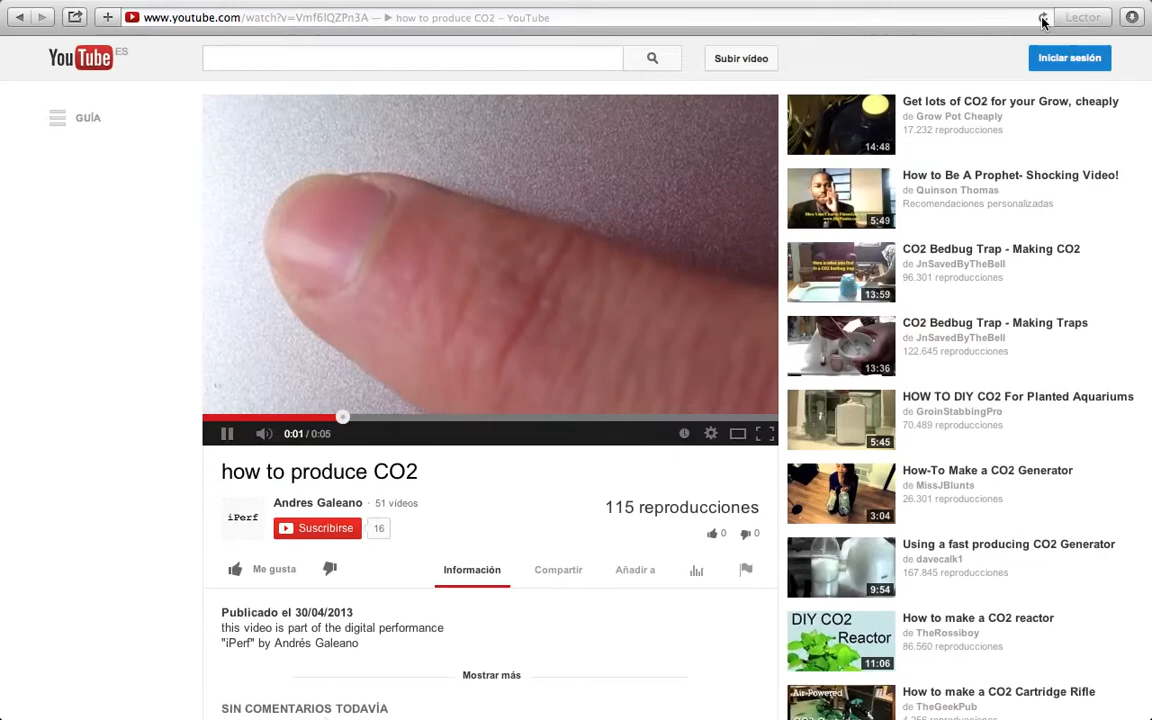 www.youtube.com/watch?v=Vmf6IQZPn3A — ▶ how to produce CO2 – YouTube
Lector
YouTube ES
Subir vídeo
Iniciar sesión
GUÍA
0:01 / 0:05
how to produce CO2
iPerf
Andres Galeano · 51 vídeos
Suscribirse 16
115 reproducciones
0 0
Me gusta
Información Compartir Añadir a
Publicado el 30/04/2013
this video is part of the digital performance
"iPerf" by Andrés Galeano
Mostrar más
SIN COMENTARIOS TODAVÍA
14:48
Get lots of CO2 for your Grow, cheaply
de Grow Pot Cheaply
17.232 reproducciones
5:49
How to Be A Prophet- Shocking Video!
de Quinson Thomas
Recomendaciones personalizadas
13:59
CO2 Bedbug Trap - Making CO2
de JnSavedByTheBell
96.301 reproducciones
13:36
CO2 Bedbug Trap - Making Traps
de JnSavedByTheBell
122.645 reproducciones
5:45
HOW TO DIY CO2 For Planted Aquariums
de GroinStabbingPro
70.489 reproducciones
3:04
How-To Make a CO2 Generator
de MissJBlunts
26.301 reproducciones
9:54
Using a fast producing CO2 Generator
de davecalk1
167.845 reproducciones
DIY CO2
Reactor
11:06
How to make a CO2 reactor
de TheRossiboy
86.560 reproducciones
Air-Powered
How to make a CO2 Cartridge Rifle
de TheGeekPub